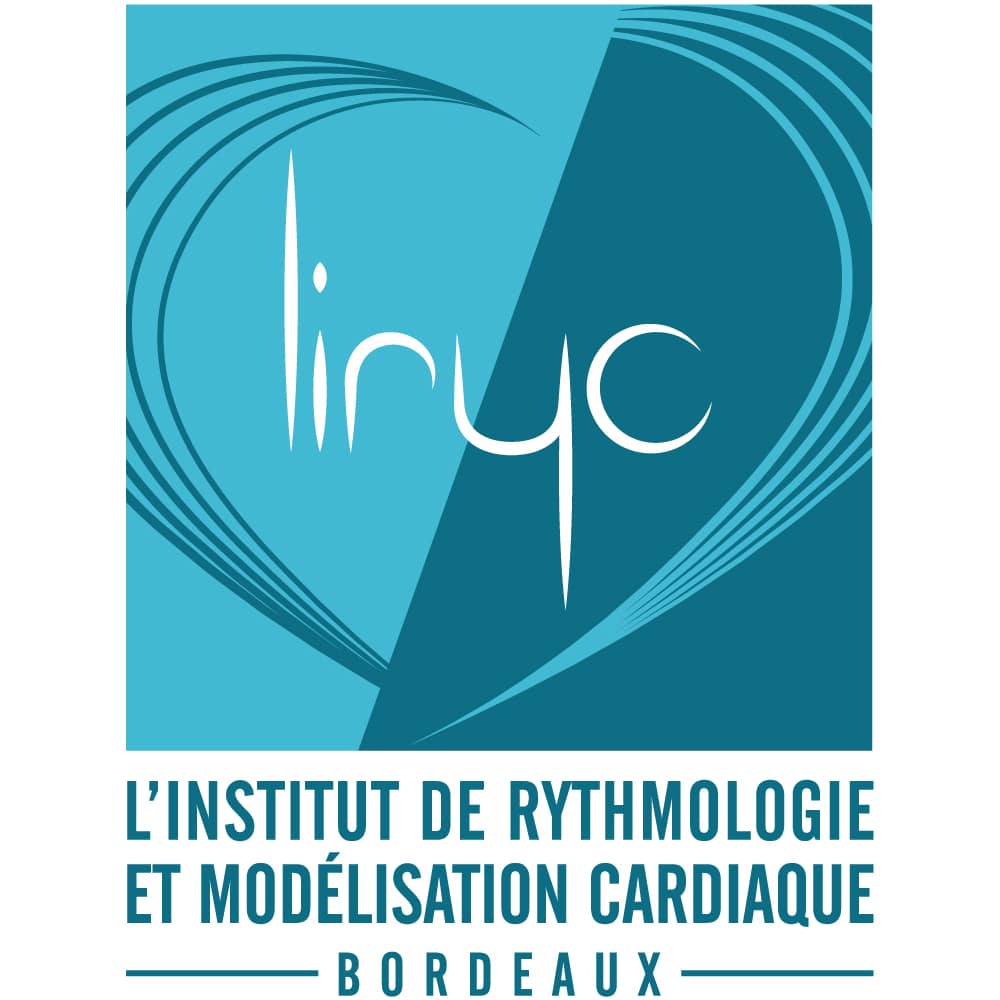 liryc
L’INSTITUT DE RYTHMOLOGIE
ET MODÉLISATION CARDIAQUE
BORDEAUX